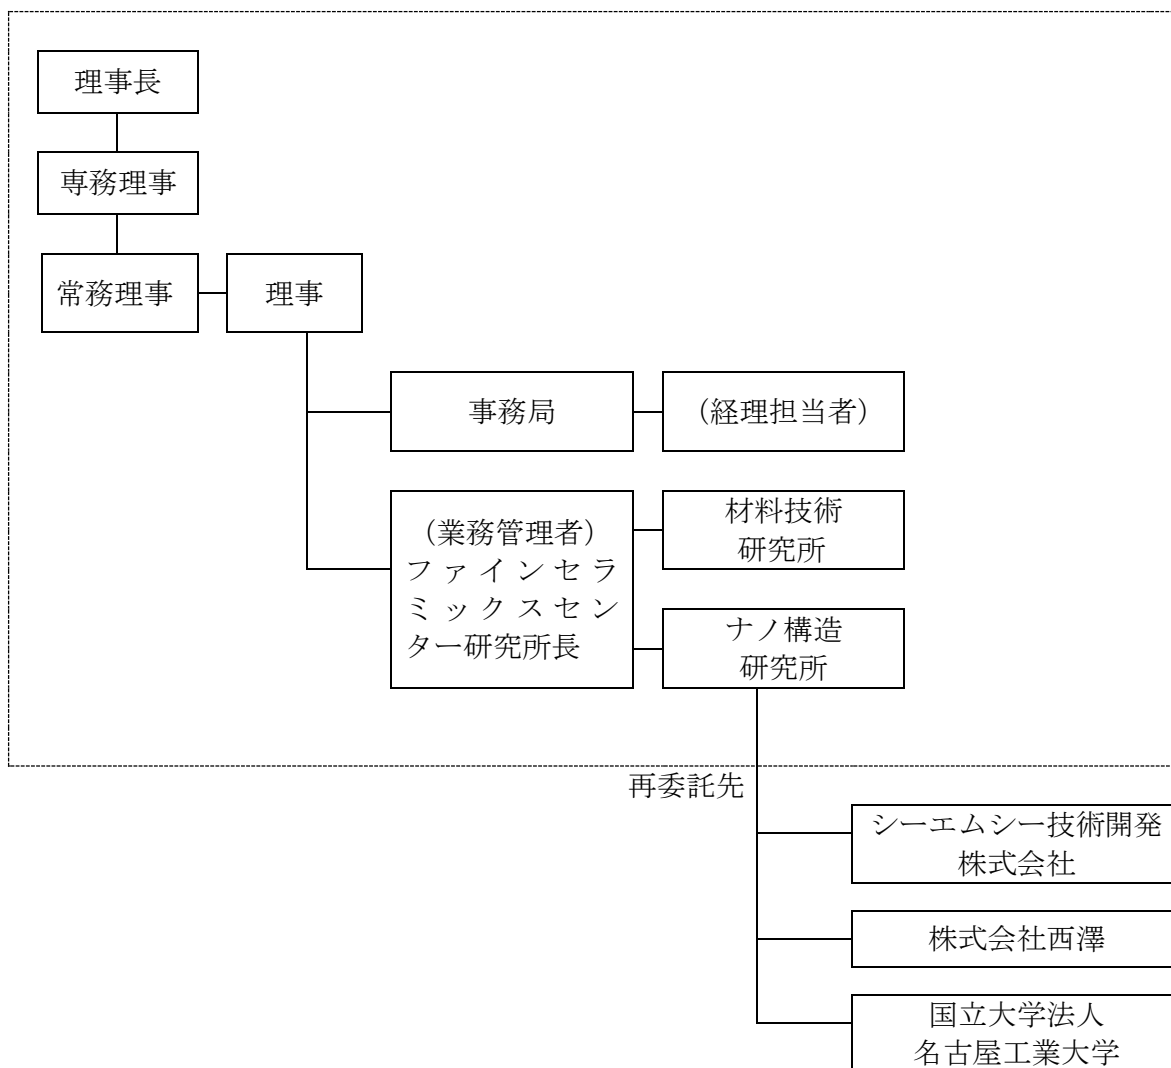 理事長
専務理事
常務理事
理事
事務局
（経理担当者）
（業務管理者）
ファインセラ
ミックスセン
ター研究所長
材料技術
研究所
ナノ構造
研究所
再委託先
シーエムシー技術開発
株式会社
株式会社西澤
国立大学法人
名古屋工業大学